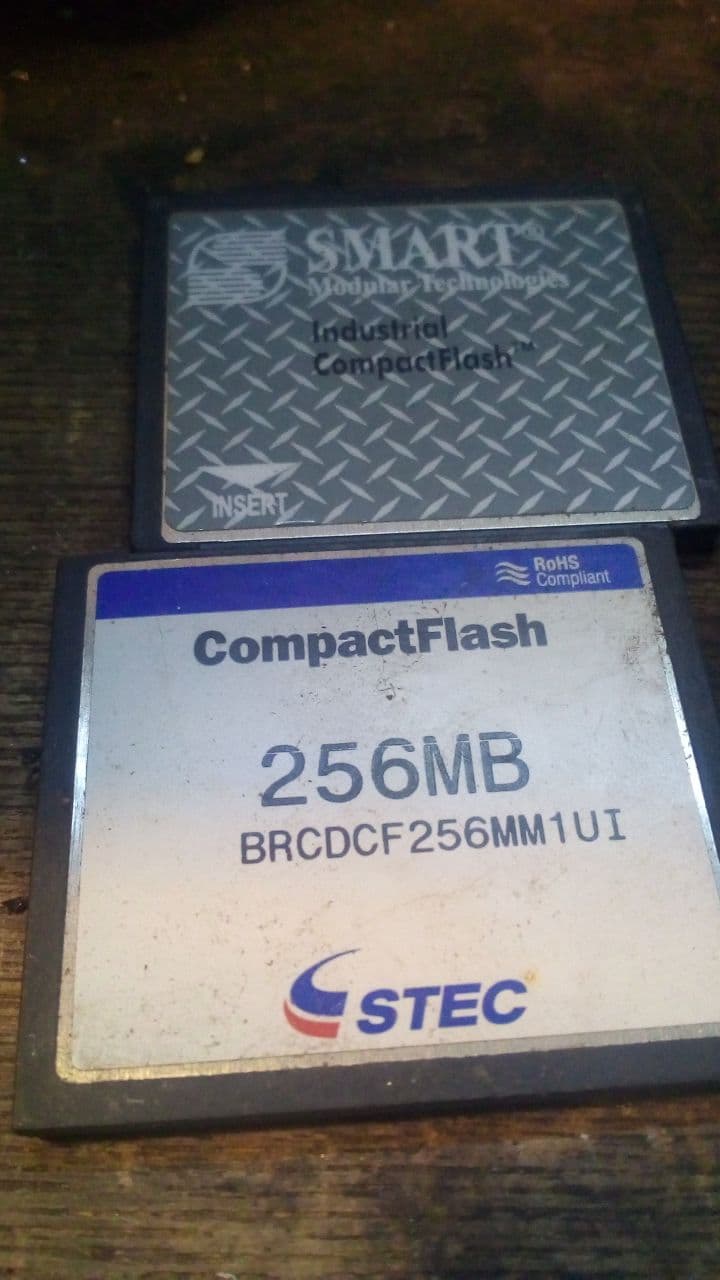 SMART®
Modular Technologies
Industrial
CompactFlash™
INSERT
RoHS
Compliant
CompactFlash
256MB
BRCDCF256MM1UI
STEC